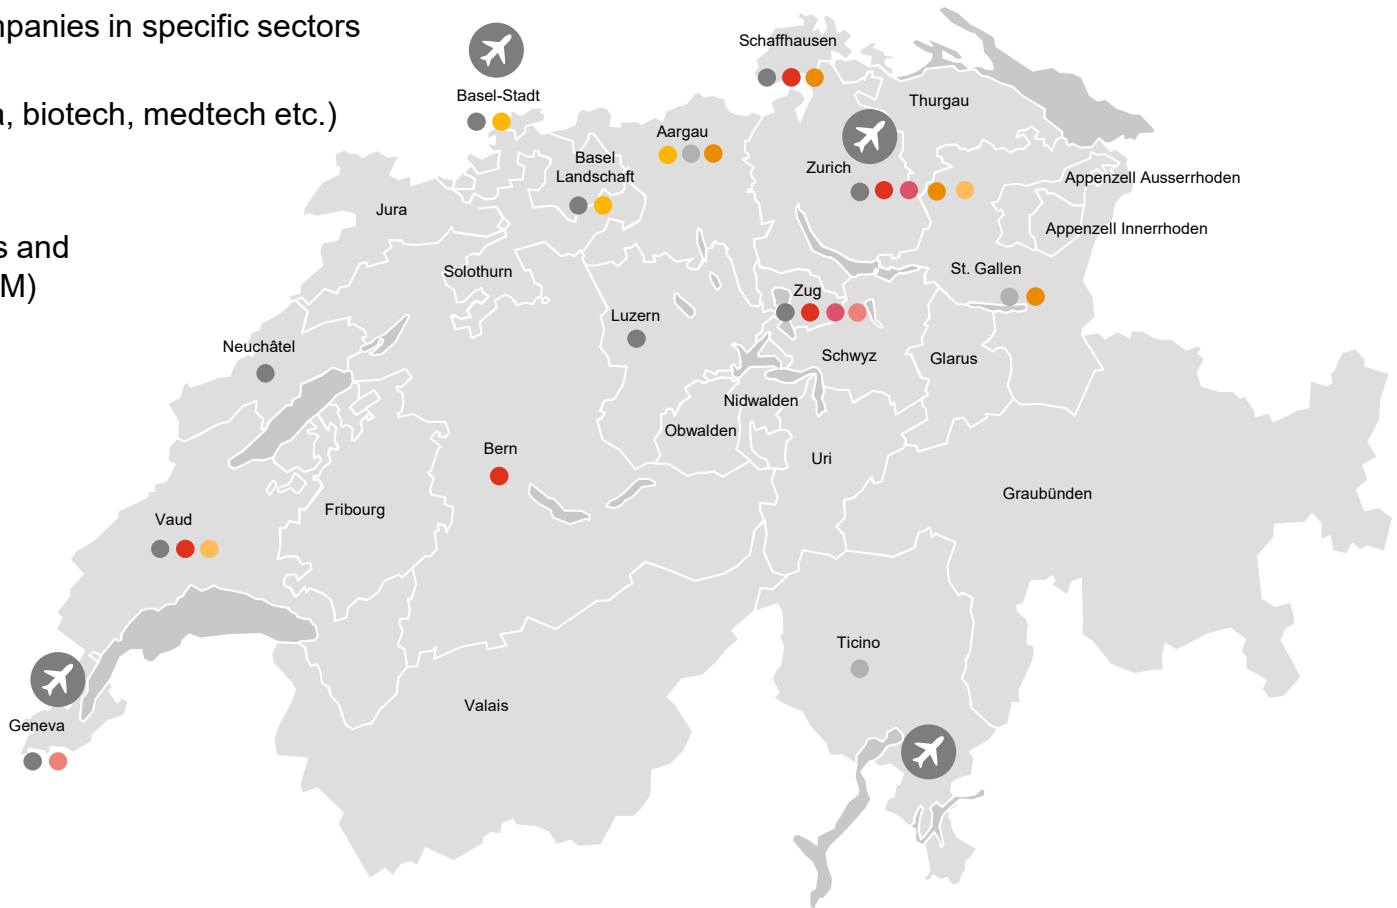 mpanies in specific sectors
, biotech, medtech etc.)
s and
M)
Schaffhausen
Basel-Stadt
Thurgau
Aargau
Basel
Landschaft
Zurich
Appenzell Ausserrhoden
Jura
Appenzell Innerrhoden
Solothurn
St. Gallen
Zug
Luzern
Neuchâtel
Schwyz
Glarus
Nidwalden
Obwalden
Bern
Uri
Graubünden
Fribourg
Vaud
Ticino
Valais
Geneva